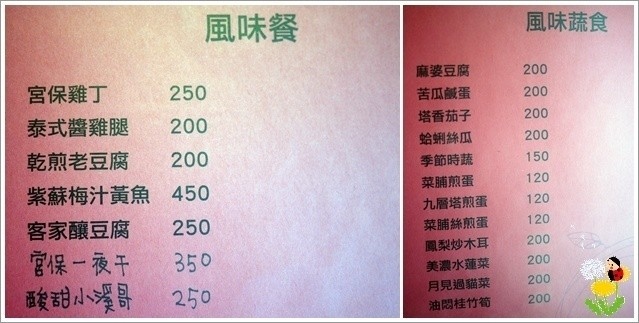 風味餐
宮保雞丁 250
泰式醬雞腿 200
乾煎老豆腐 200
紫蘇梅汁黃魚 450
客家釀豆腐 250
宮保一夜干 350
酸甜小溪哥 250
風味蔬食
麻婆豆腐 200
苦瓜鹹蛋 200
塔香茄子 200
蛤蜊絲瓜 200
季節時蔬 150
菜脯煎蛋 120
九層塔煎蛋 120
菜脯絲煎蛋 120
鳳梨炒木耳 200
美濃水蓮菜 200
月見過貓菜 200
油悶桂竹筍 200